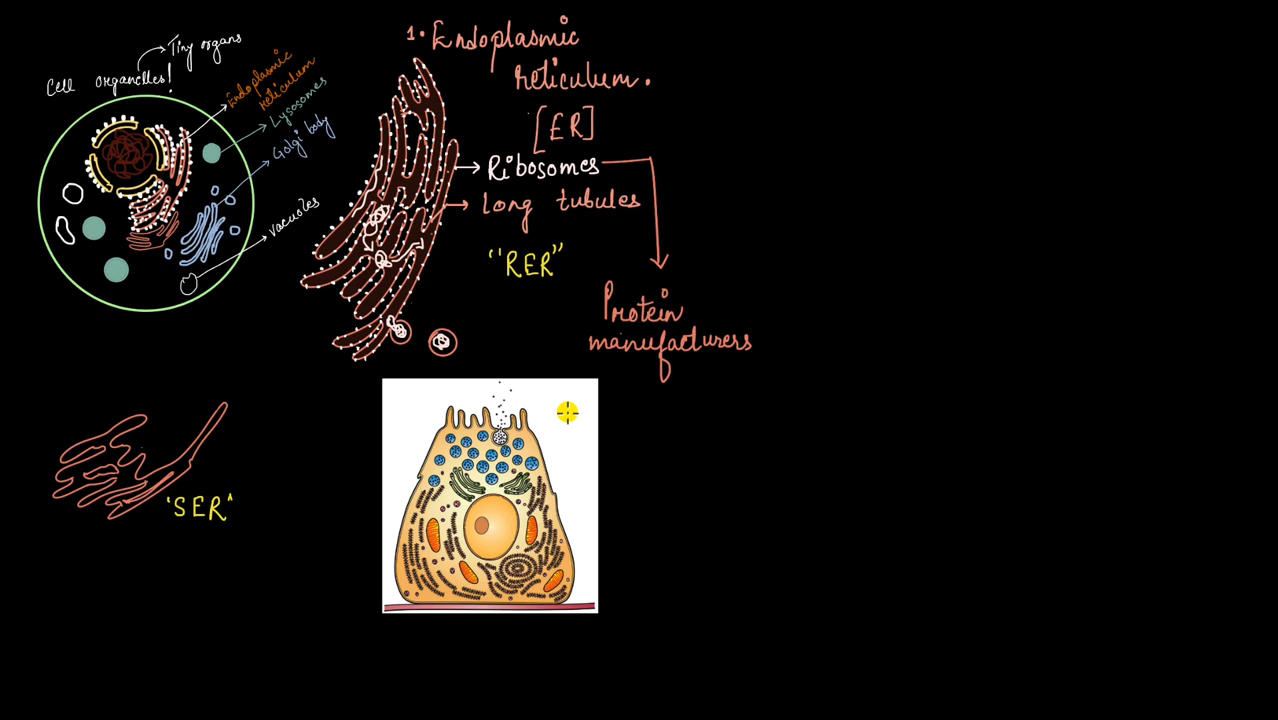 Tiny organs
Cell organelles!
Endoplasmic
reticulum
Lysosomes
Golgi body
Vacuoles
1. Endoplasmic
reticulum.
[ER]
Ribosomes
Long tubules
"RER"
Protein
manufacturers
'SER'